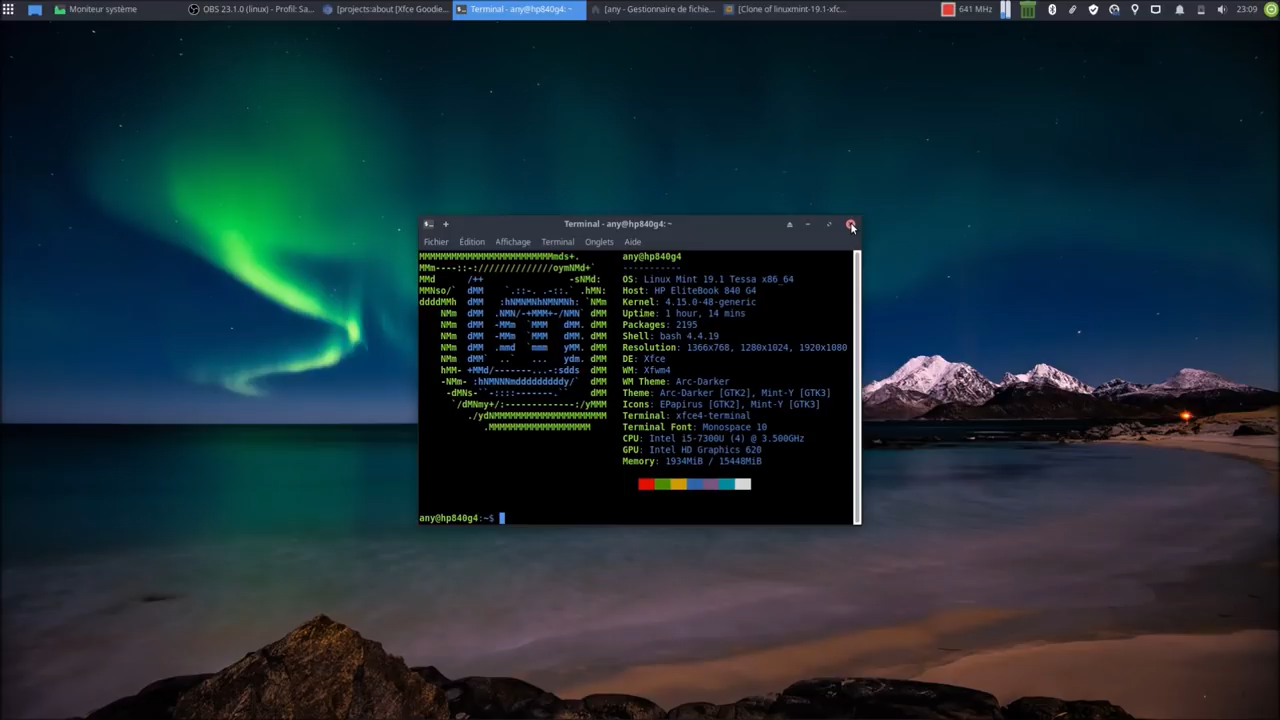 Moniteur système
OBS 23.1.0 (linux) - Profil: Sa...
[projects:about [Xfce Goodie...
Terminal - any@hp840g4: ~
[any - Gestionnaire de fichie...
[Clone of linuxmint-19.1-xfc...
641 MHz
23:09
Terminal - any@hp840g4: ~
Fichier Édition Affichage Terminal Onglets Aide
any@hp840g4
-----------
OS: Linux Mint 19.1 Tessa x86_64
Host: HP EliteBook 840 G4
Kernel: 4.15.0-48-generic
Uptime: 1 hour, 14 mins
Packages: 2195
Shell: bash 4.4.19
Resolution: 1366x768, 1280x1024, 1920x1080
DE: Xfce
WM: Xfwm4
WM Theme: Arc-Darker
Theme: Arc-Darker [GTK2], Mint-Y [GTK3]
Icons: EPapirus [GTK2], Mint-Y [GTK3]
Terminal: xfce4-terminal
Terminal Font: Monospace 10
CPU: Intel i5-7300U (4) @ 3.500GHz
GPU: Intel HD Graphics 620
Memory: 1934MiB / 15448MiB
any@hp840g4:~$